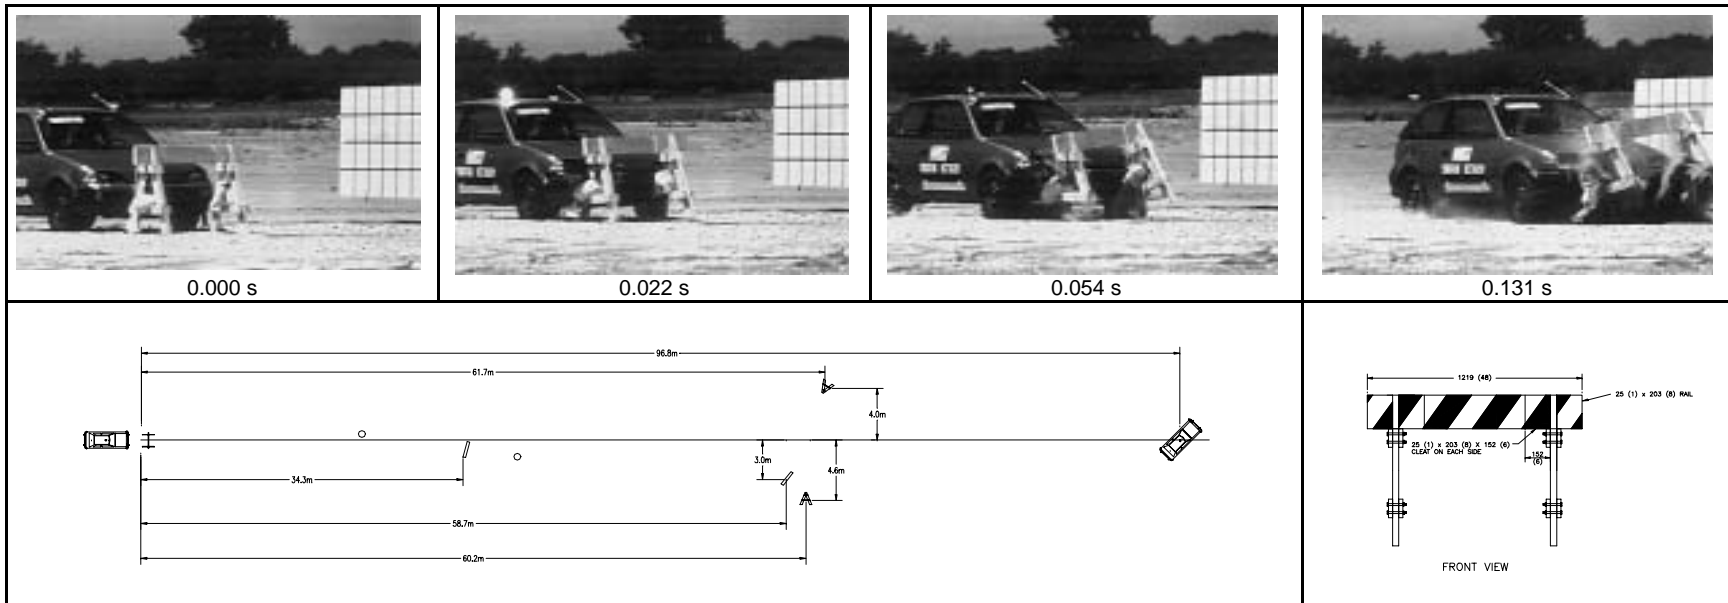 0.000 s
0.022 s
0.054 s
0.131 s
96.8m
61.7m
4.0m
3.0m
4.6m
34.3m
58.7m
60.2m
1219 (48)
25 (1) x 203 (8) RAIL
25 (1) x 203 (8) X 152 (6)
CLEAT ON EACH SIDE
152
(6)
FRONT VIEW